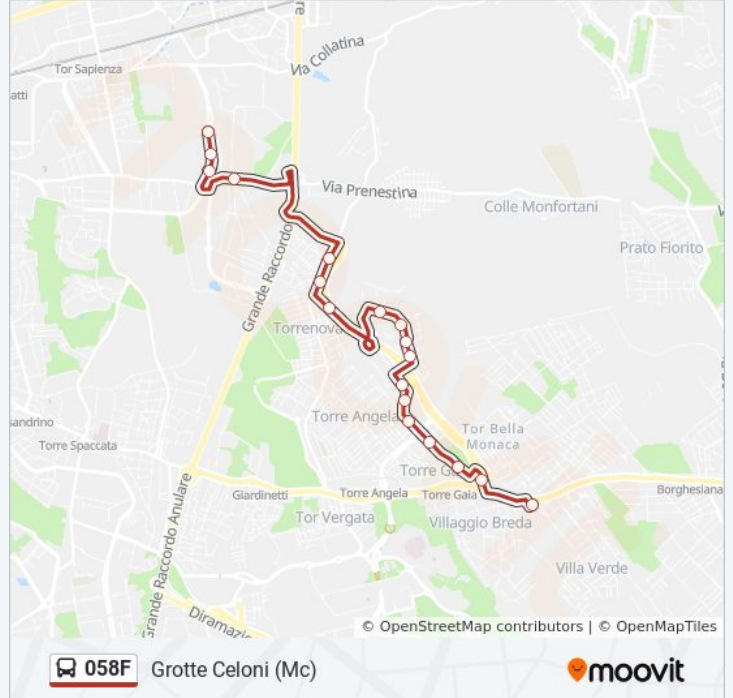 re
Via Collatina
Tor Sapienza
atti
Via Prenestina
Colle Monfortani
Prato Fiorito
Grande Raccordo
Torrenova
Torre Angela
sandrino
Torre Spaccata
Tor Bella
Monaca
Torre G
Giardinetti
Torre Angela
Torre Gaia
Borghesiana
Tor Vergata
Villaggio Breda
Grande Raccordo Anulare
Villa Verde
Diramazio
© OpenStreetMap contributors | © OpenMapTiles
058F Grotte Celoni (Mc)
moovit